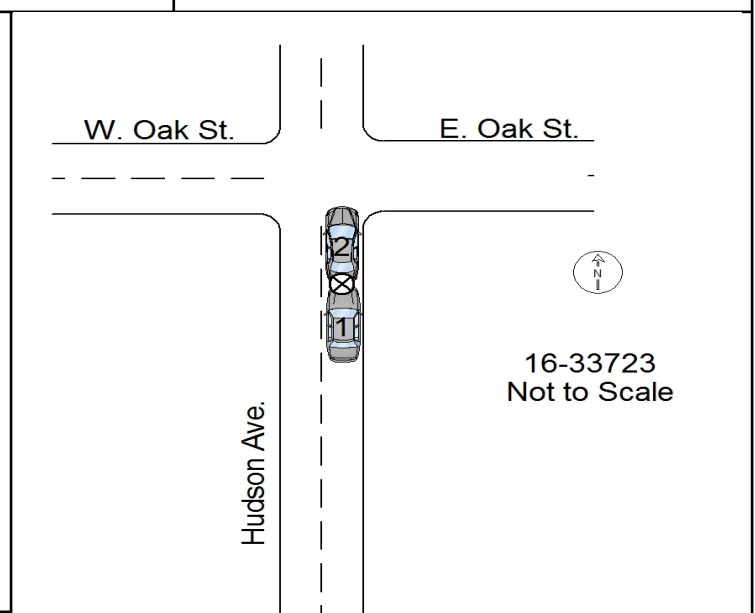 W. Oak St.
E. Oak St.
2
N
1
16-33723
Not to Scale
Hudson Ave.